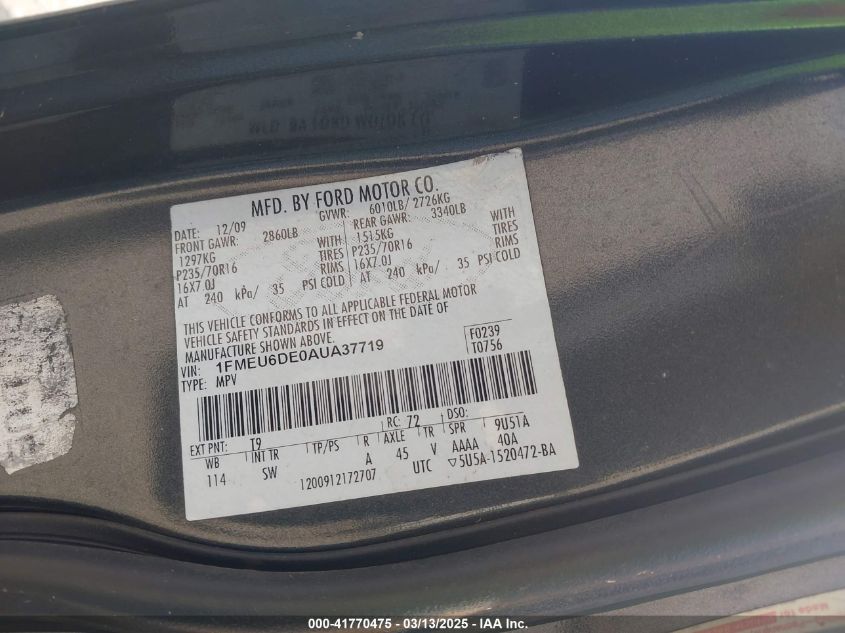 MFD. BY FORD MOTOR CO.
DATE: 12/09 GVWR: 6010LB/ 2726KG
FRONT GAWR: 2860LB REAR GAWR: 3340LB
1297KG WITH 1515KG WITH
P235/70R16 TIRES P235/70R16 TIRES
16X7.0J RIMS 16X7.0J RIMS
AT 240 kPa/ 35 PSI COLD AT 240 kPa/ 35 PSI COLD
THIS VEHICLE CONFORMS TO ALL APPLICABLE FEDERAL MOTOR
VEHICLE SAFETY STANDARDS IN EFFECT ON THE DATE OF
MANUFACTURE SHOWN ABOVE.
VIN: 1FMEU6DE0AUA37719 F0239
TYPE: MPV T0756
EXT PNT: T9 RC: 72 DSO:
WB INT TR TP/PS R AXLE TR SPR 9U51A
114 SW A 45 V AAAA 40A
1200912172707 UTC ▽5U5A-1520472-BA
000-41770475 - 03/13/2025 - IAAI.COM